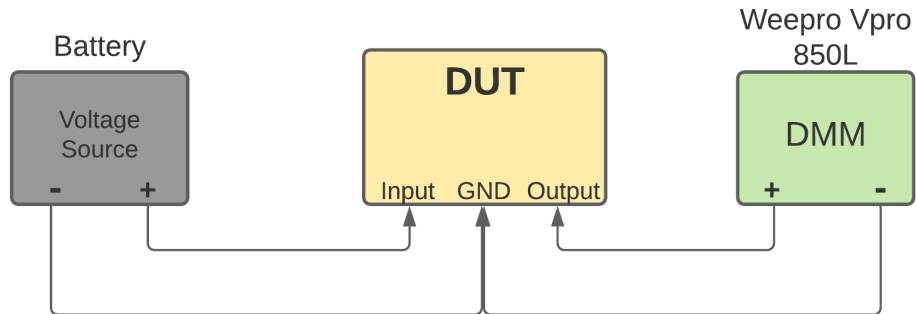 Battery
Voltage
Source
- +
DUT
Input GND Output
Weepro Vpro
850L
DMM
+ -